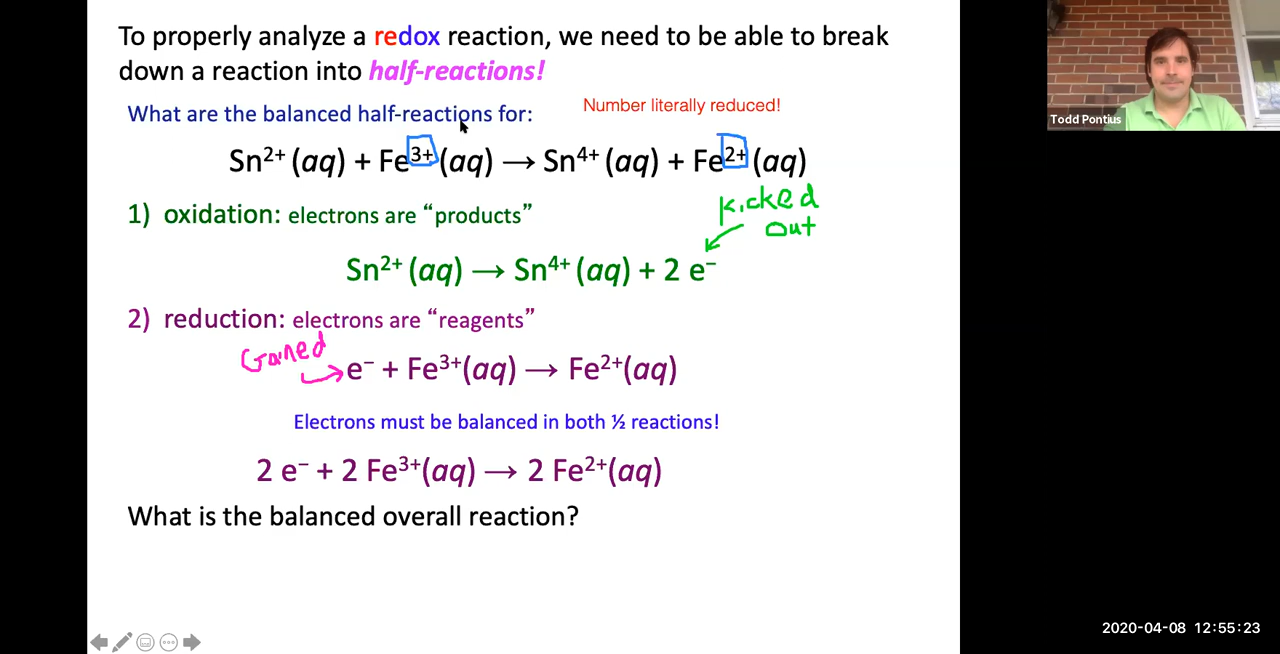 To properly analyze a redox reaction, we need to be able to break
down a reaction into half-reactions!
What are the balanced half-reactions for:
Number literally reduced!
Sn²⁺ (aq) + Fe³⁺ (aq) → Sn⁴⁺ (aq) + Fe²⁺ (aq)
1) oxidation: electrons are “products”
Kicked
out
Sn²⁺ (aq) → Sn⁴⁺ (aq) + 2 e⁻
2) reduction: electrons are “reagents”
Gained
e⁻ + Fe³⁺(aq) → Fe²⁺(aq)
Electrons must be balanced in both ½ reactions!
2 e⁻ + 2 Fe³⁺(aq) → 2 Fe²⁺(aq)
What is the balanced overall reaction?
Todd Pontius
2020-04-08 12:55:23